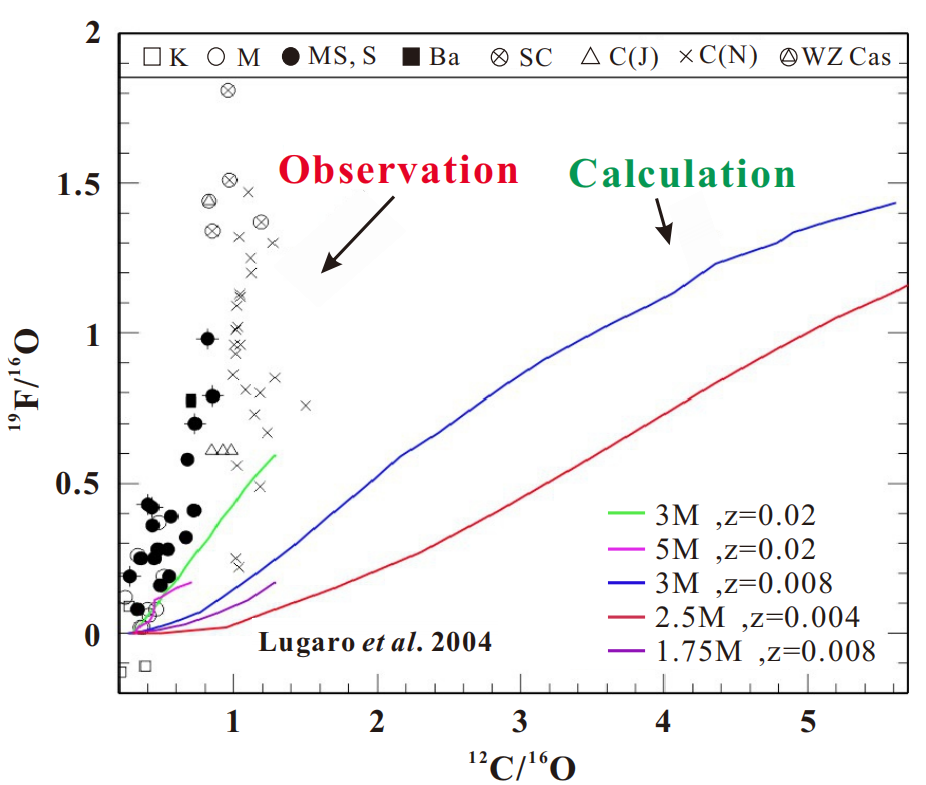 2
K M MS, S Ba SC C(J) C(N) WZ Cas
Observation
Calculation
1.5
1
0.5
0
19F/16O
3M ,z=0.02
5M ,z=0.02
3M ,z=0.008
2.5M ,z=0.004
1.75M ,z=0.008
Lugaro et al. 2004
1 2 3 4 5
12C/16O